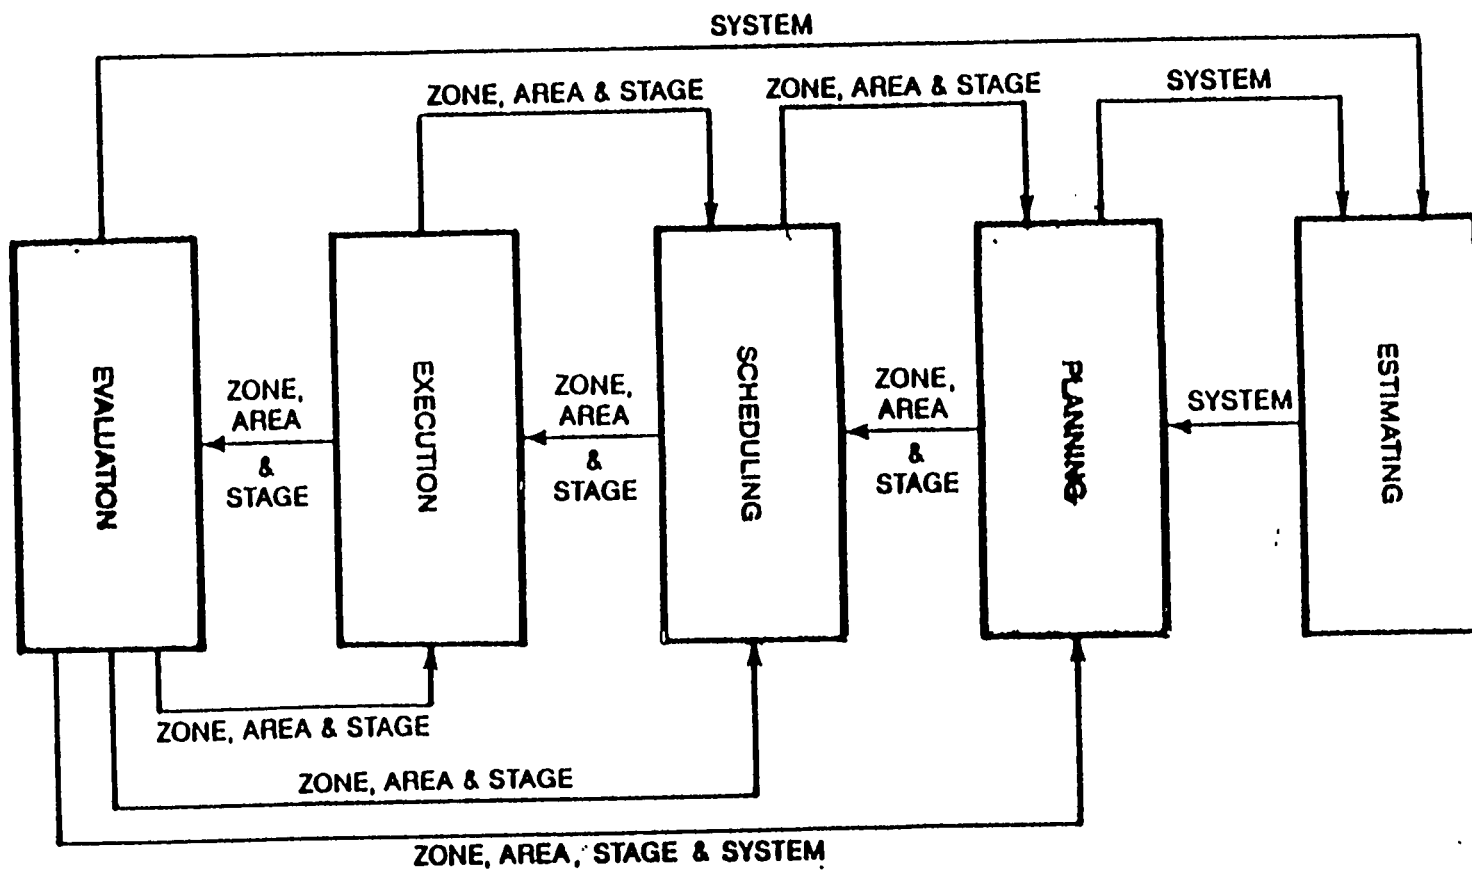 SYSTEM
ZONE, AREA & STAGE
ZONE, AREA & STAGE
SYSTEM
EVALUATION
ZONE,
AREA
&
STAGE
EXECUTION
ZONE,
AREA
&
STAGE
SCHEDULING
ZONE,
AREA
&
STAGE
PLANNING
SYSTEM
ESTIMATING
ZONE, AREA & STAGE
ZONE, AREA & STAGE
ZONE, AREA, STAGE & SYSTEM